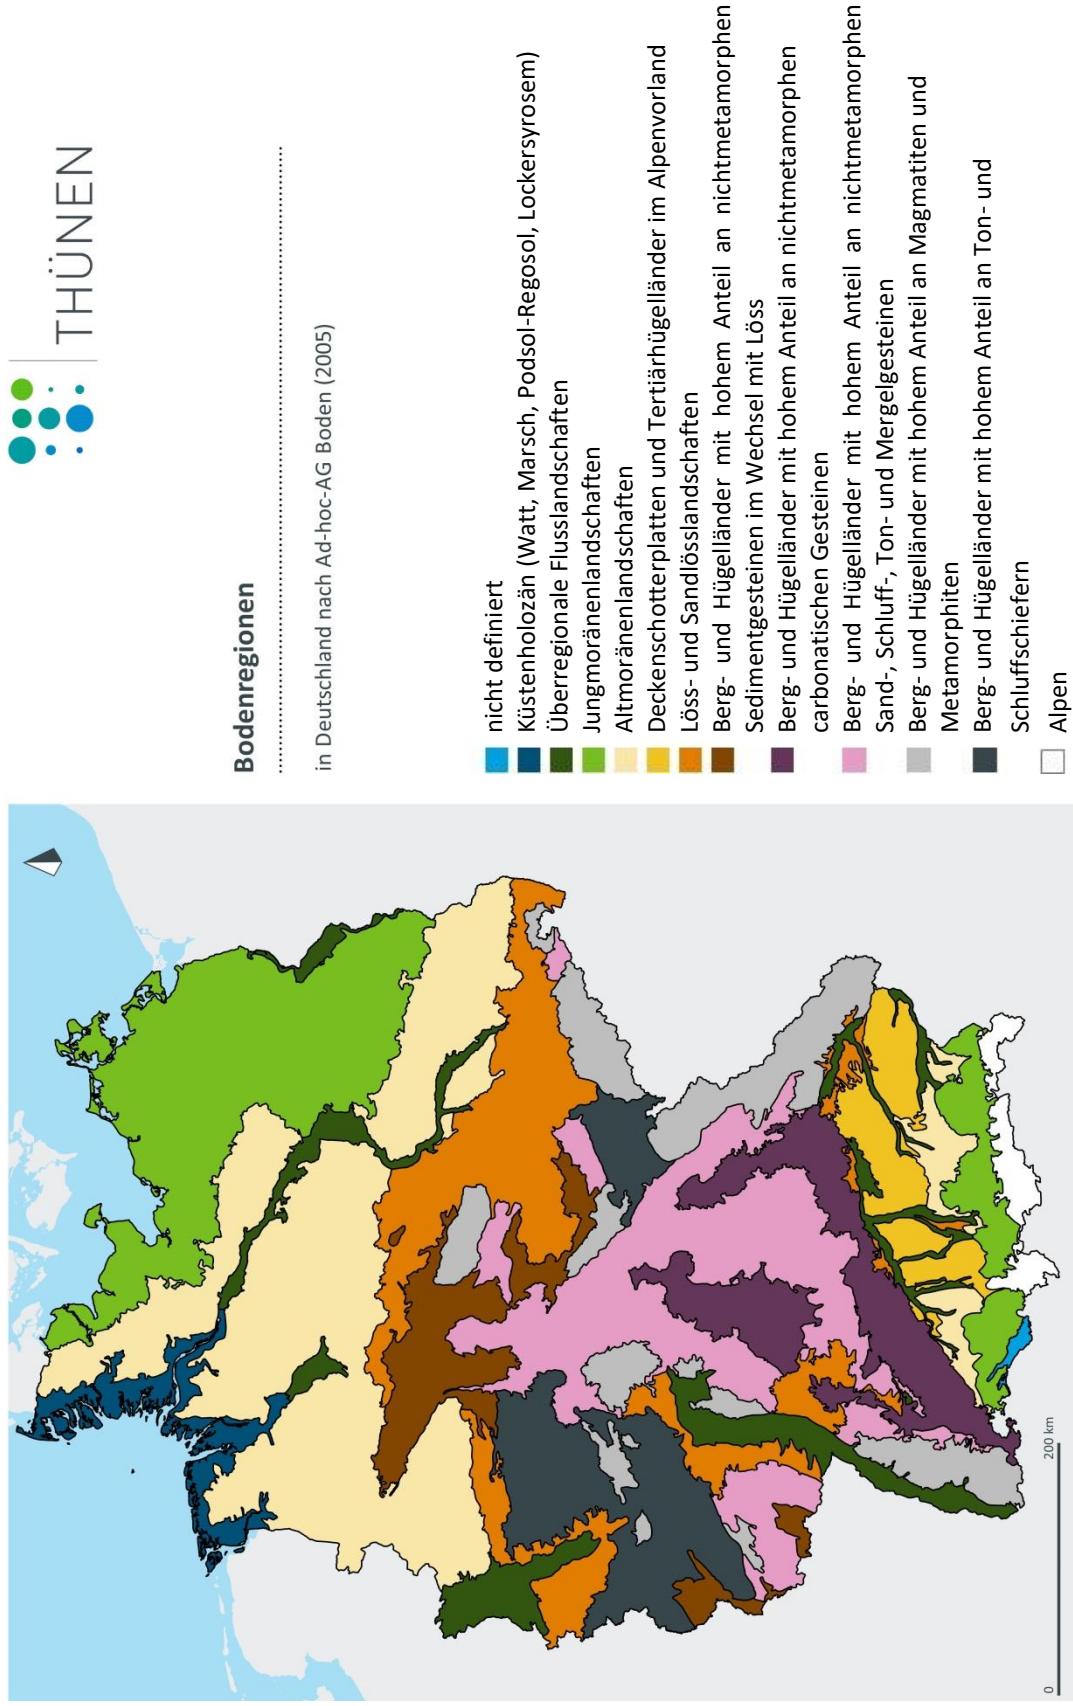 THÜNEN
Bodenregionen
in Deutschland nach Ad-hoc-AG Boden (2005)
nicht definiert
Küstenholozän (Watt, Marsch, Podsol-Regosol, Lockersyrosem)
Überregionale Flusslandschaften
Jungmoränenlandschaften
Altmoränenlandschaften
Deckenschotterplatten und Tertiärhügelländer im Alpenvorland
Löss- und Sandlösslandschaften
Berg- und Hügelländer mit hohem Anteil an nichtmetamorphen
Sedimentgesteinen im Wechsel mit Löss
Berg- und Hügelländer mit hohem Anteil an nichtmetamorphen
carbonatischen Gesteinen
Berg- und Hügelländer mit hohem Anteil an nichtmetamorphen
Sand-, Schluff-, Ton- und Mergelgesteinen
Berg- und Hügelländer mit hohem Anteil an Magmatiten und
Metamorphiten
Berg- und Hügelländer mit hohem Anteil an Ton- und
Schluffschiefern
Alpen
0 200 km